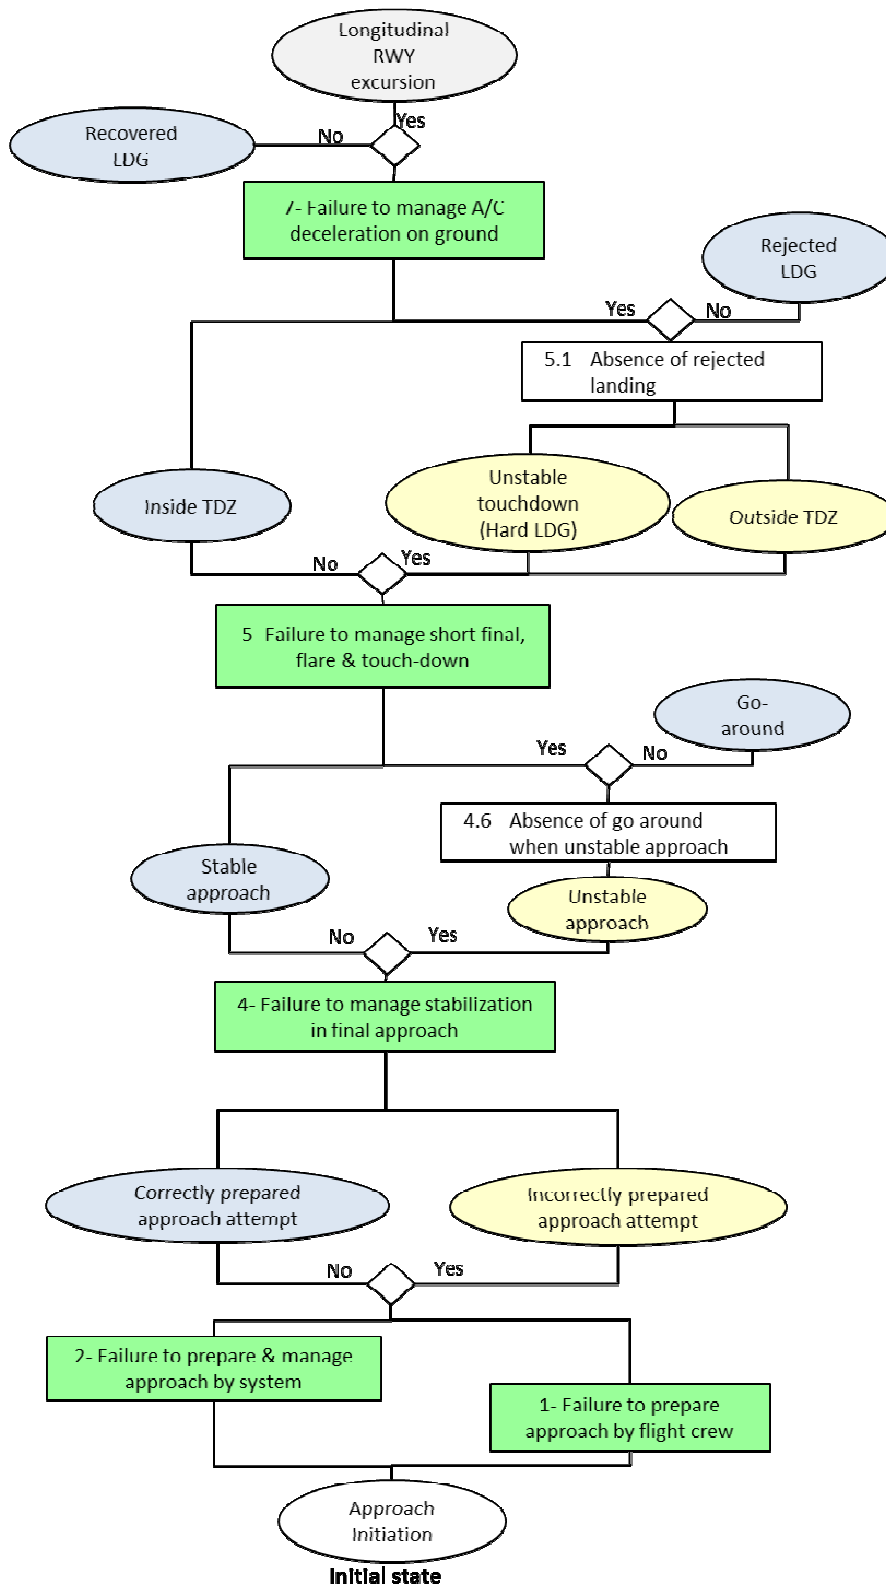 Longitudinal
RWY
excursion
Yes
No
Recovered
LDG
7- Failure to manage A/C
deceleration on ground
Rejected
LDG
Yes
No
5.1 Absence of rejected
landing
Inside TDZ
Unstable
touchdown
(Hard LDG)
Outside TDZ
No
Yes
5 Failure to manage short final,
flare & touch-down
Go-
around
Yes
No
4.6 Absence of go around
when unstable approach
Stable
approach
Unstable
approach
No
Yes
4- Failure to manage stabilization
in final approach
Correctly prepared
approach attempt
Incorrectly prepared
approach attempt
No
Yes
2- Failure to prepare & manage
approach by system
1- Failure to prepare
approach by flight crew
Approach
Initiation
Initial state